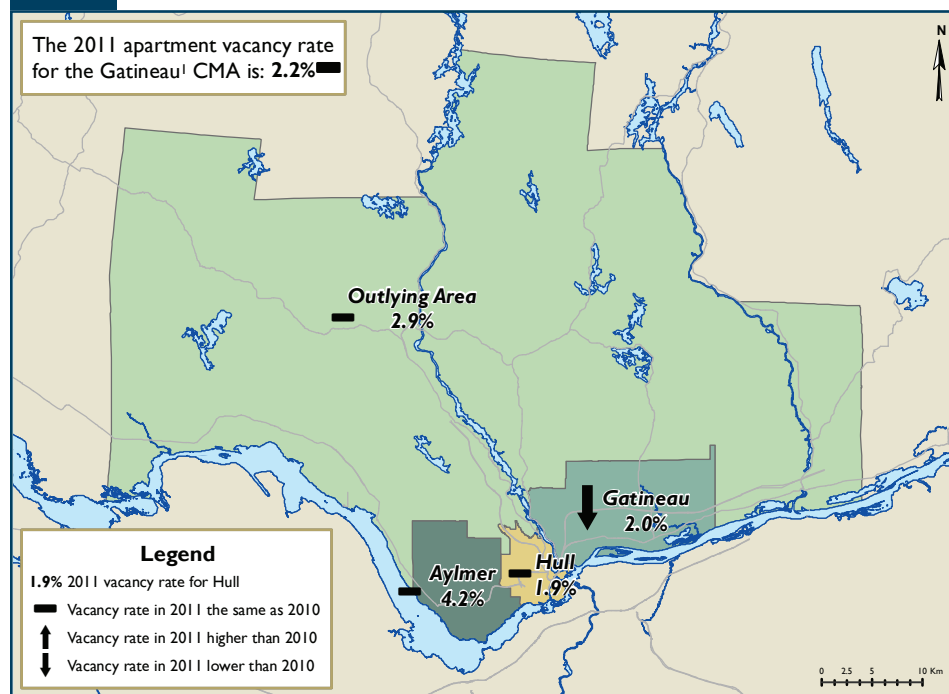 The 2011 apartment vacancy rate
for the Gatineau¹ CMA is: 2.2%
N
Outlying Area
2.9%
Gatineau
2.0%
Hull
1.9%
Aylmer
4.2%
Legend
1.9% 2011 vacancy rate for Hull
Vacancy rate in 2011 the same as 2010
Vacancy rate in 2011 higher than 2010
Vacancy rate in 2011 lower than 2010
0 2.5 5 10 Km